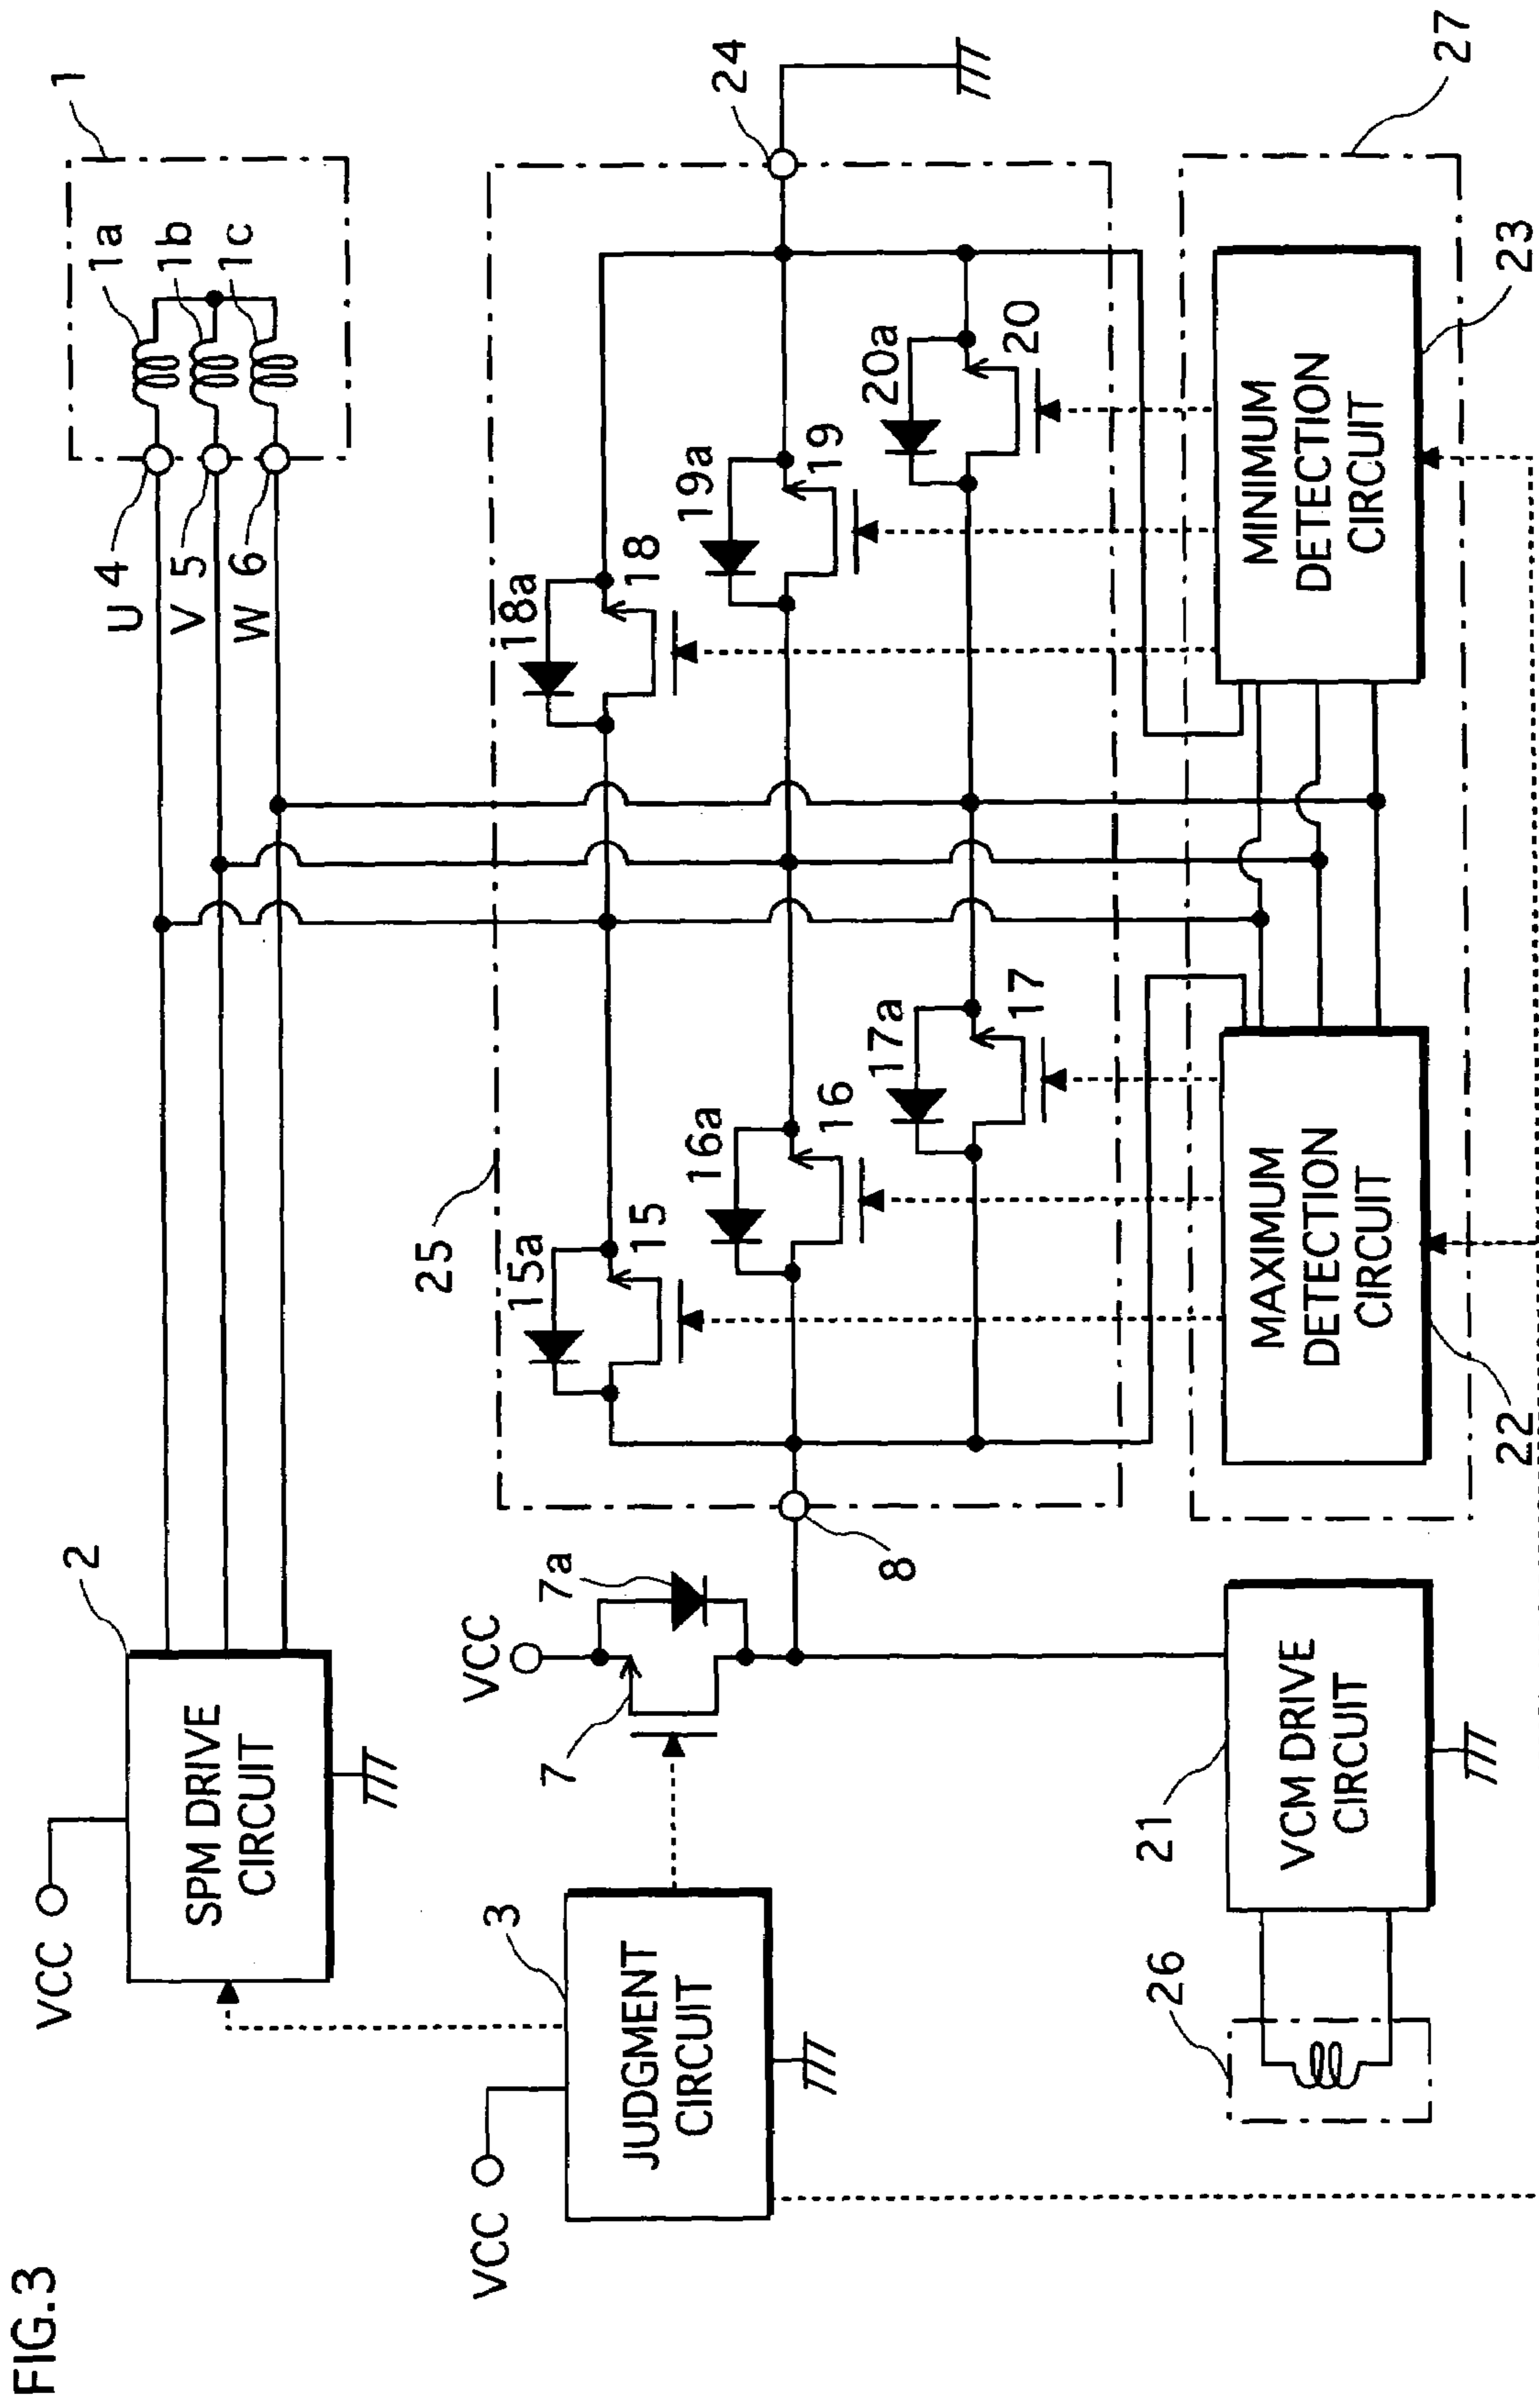 FIG.3
VCC
SPM DRIVE
CIRCUIT
2
U 4
V 5
W 6
1
1a
1b
1c
VCC
JUDGMENT
CIRCUIT
3
VCC
7
7a
8
25
24
15a
15
16a
16
17a
17
18a
18
19a
19
20a
20
26
21
VCM DRIVE
CIRCUIT
22
MAXIMUM
DETECTION
CIRCUIT
MINIMUM
DETECTION
CIRCUIT
23
27